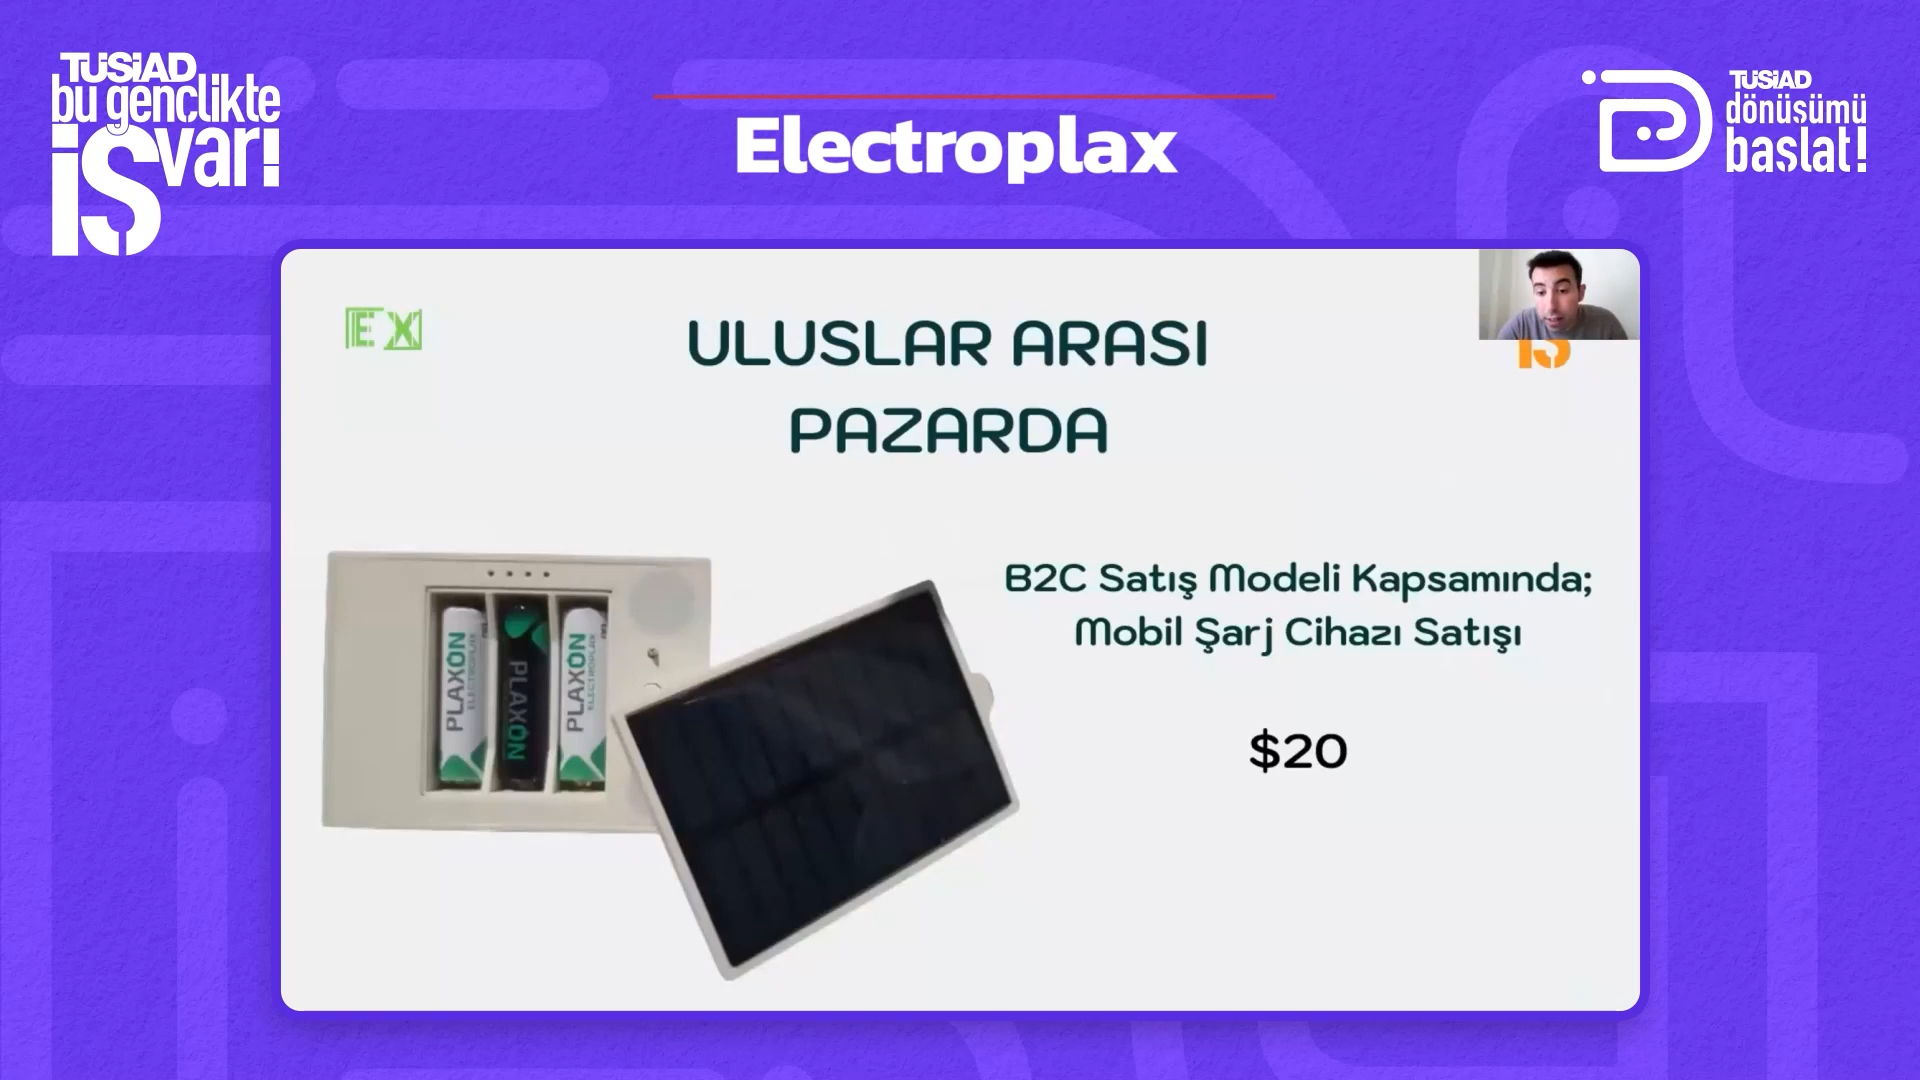 TÜSİAD
bu gençlikte
iş var!
Electroplax
TÜSİAD
dönüşümü
başlat!
EX
ULUSLAR ARASI
PAZARDA
iş
B2C Satış Modeli Kapsamında;
Mobil Şarj Cihazı Satışı
$20
PLAXON
ELECTROPLAX
PLAXON
PLAXON
ELECTROPLAX